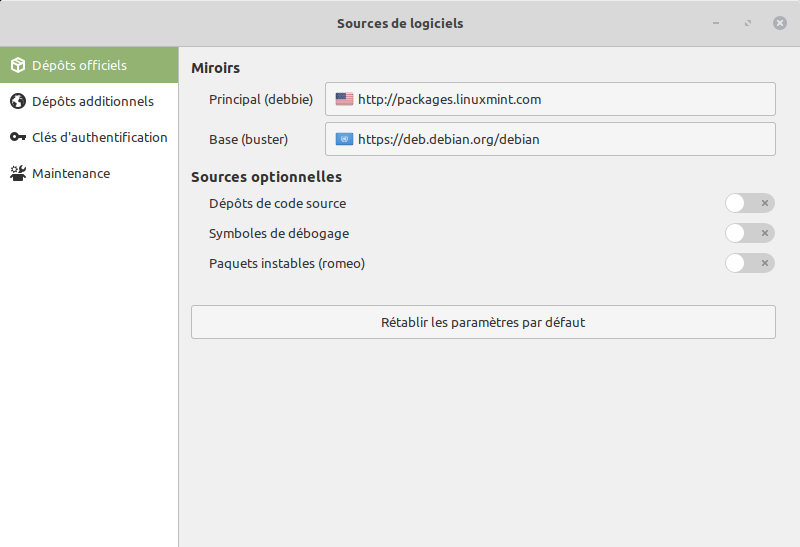 Sources de logiciels
Dépôts officiels
Dépôts additionnels
Clés d'authentification
Maintenance
Miroirs
Principal (debbie) http://packages.linuxmint.com
Base (buster) https://deb.debian.org/debian
Sources optionnelles
Dépôts de code source
Symboles de débogage
Paquets instables (romeo)
Rétablir les paramètres par défaut